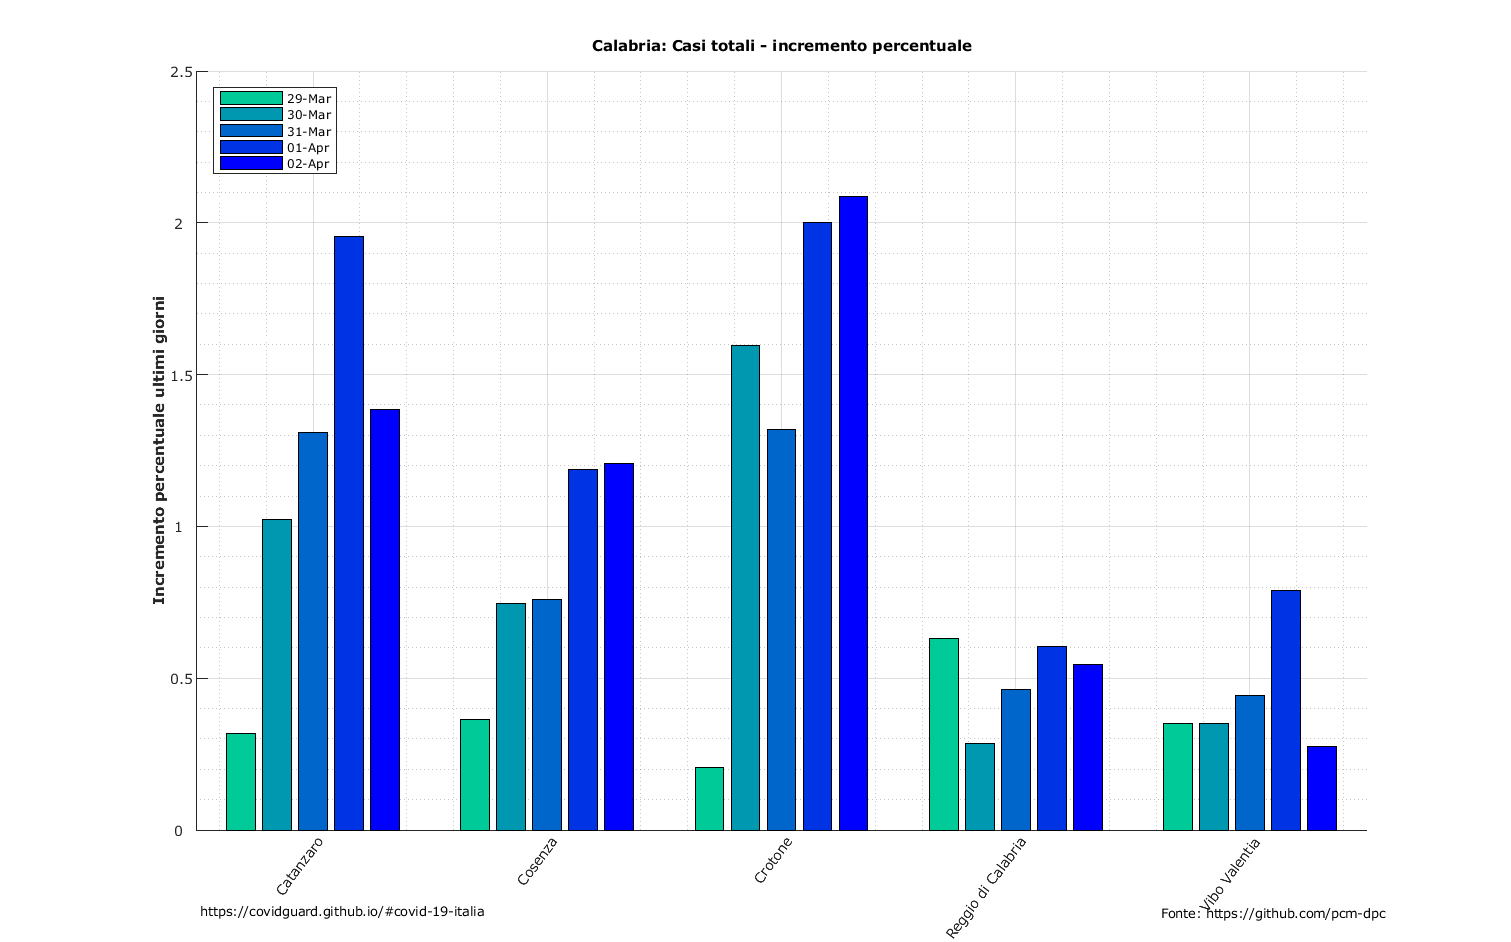 Calabria: Casi totali - incremento percentuale
2.5
29-Mar
30-Mar
31-Mar
01-Apr
02-Apr
2
1.5
1
0.5
0
Incremento percentuale ultimi giorni
Catanzaro
Cosenza
Crotone
Reggio di Calabria
Vibo Valentia
https://covidguard.github.io/#covid-19-italia
Fonte: https://github.com/pcm-dpc